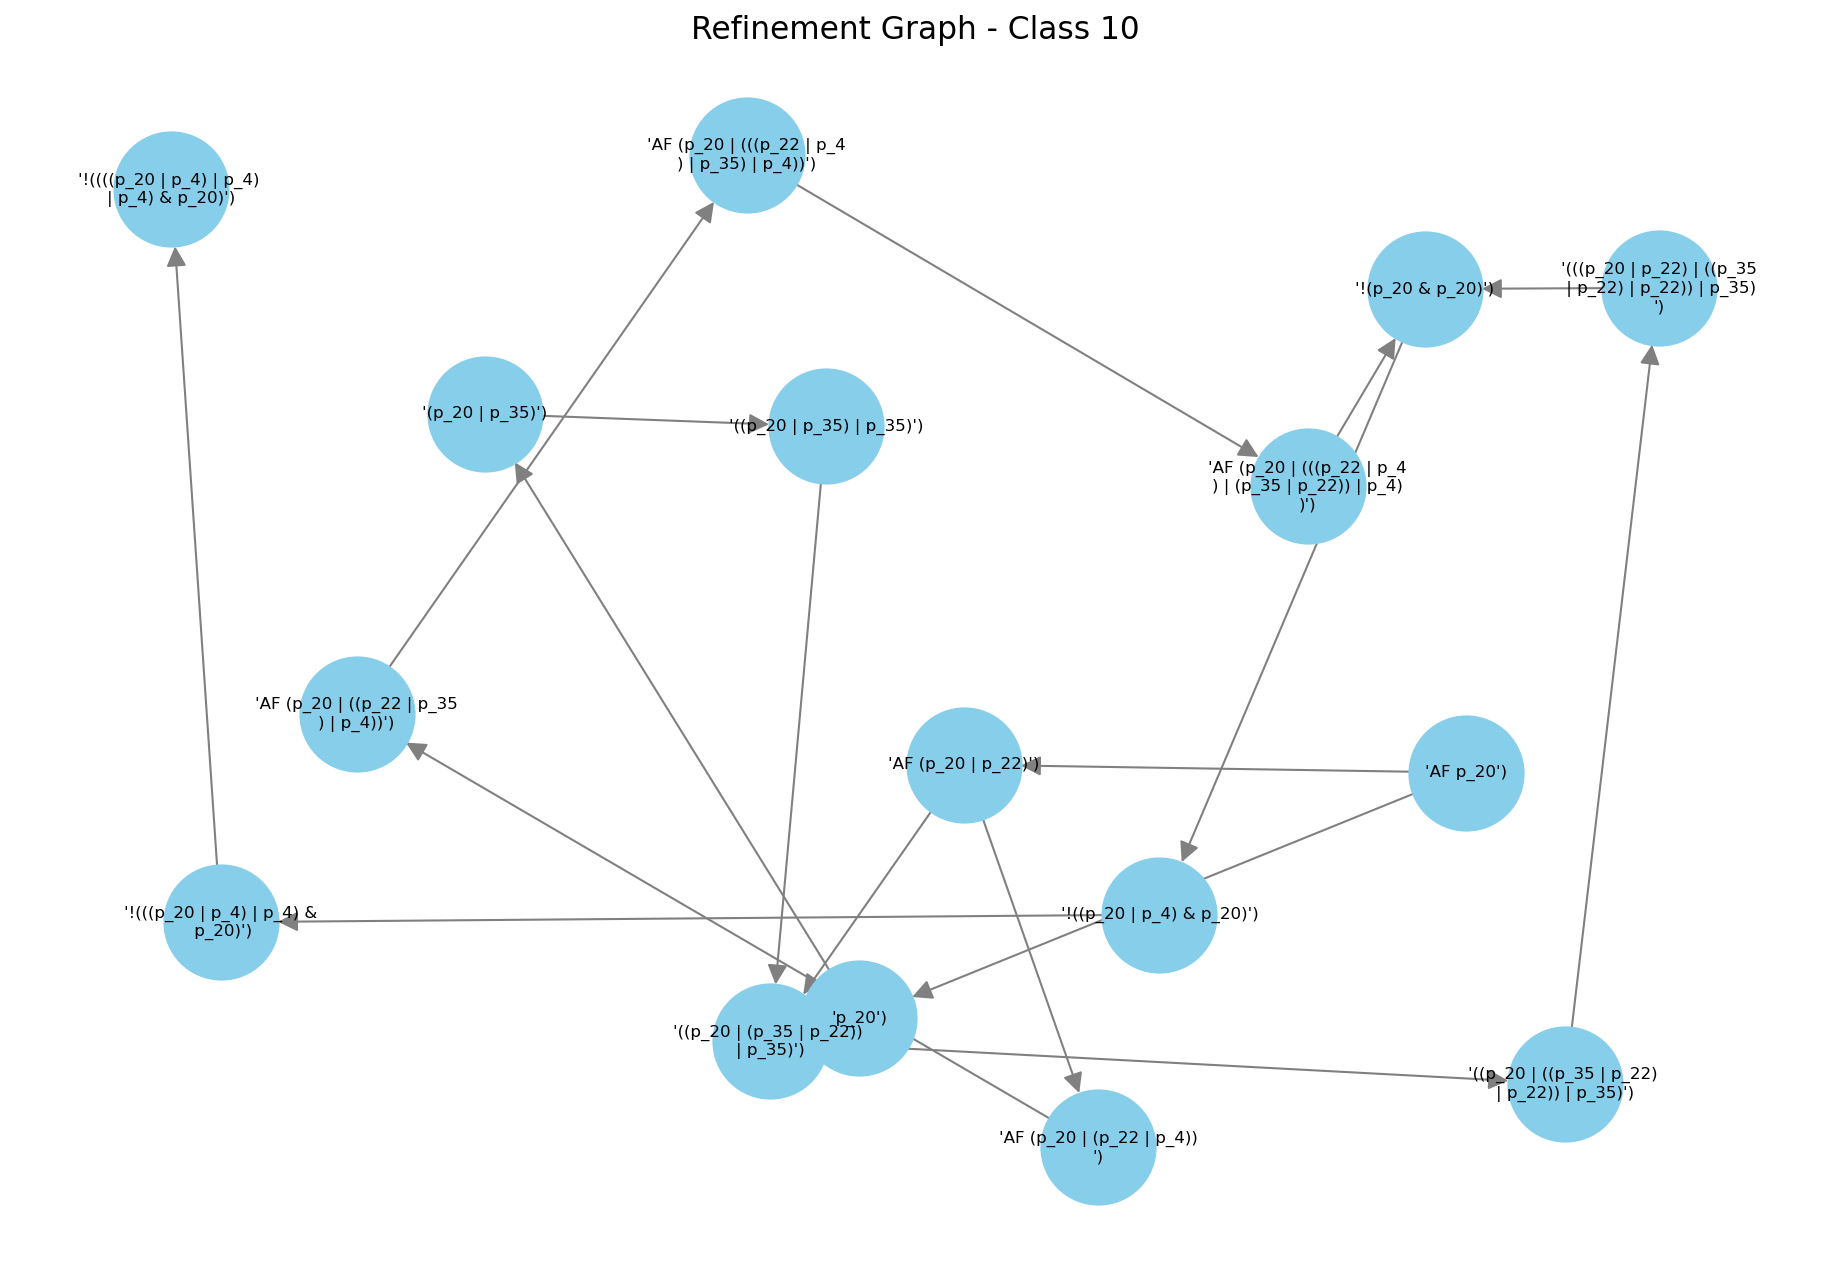 Refinement Graph - Class 10
'AF (p_20 | (((p_22 | p_4
) | p_35) | p_4))')
'!((((p_20 | p_4) | p_4)
| p_4) & p_20)')
'!(p_20 & p_20)')
'(((p_20 | p_22) | ((p_35
| p_22) | p_22)) | p_35)
')
'(p_20 | p_35)')
'((p_20 | p_35) | p_35)')
'AF (p_20 | (((p_22 | p_4
) | (p_35 | p_22)) | p_4)
)')
'AF (p_20 | ((p_22 | p_35
) | p_4))')
'AF (p_20 | p_22)')
'AF p_20')
'!(((p_20 | p_4) | p_4) &
p_20)')
'!((p_20 | p_4) & p_20)')
'p_20')
'((p_20 | (p_35 | p_22))
| p_35)')
'((p_20 | ((p_35 | p_22)
| p_22)) | p_35)')
'AF (p_20 | (p_22 | p_4))
')